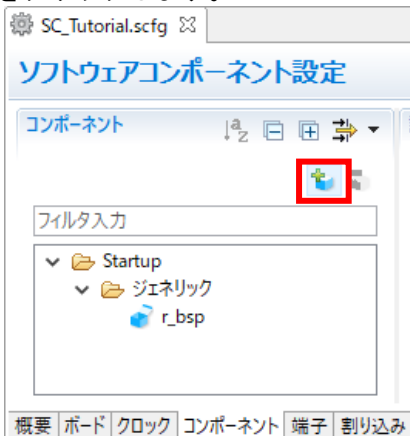 SC_Tutorial.scfg
ソフトウェアコンポーネント設定
コンポーネント
フィルタ入力
Startup
ジェネリック
r_bsp
概要 ボード クロック コンポーネント 端子 割り込み